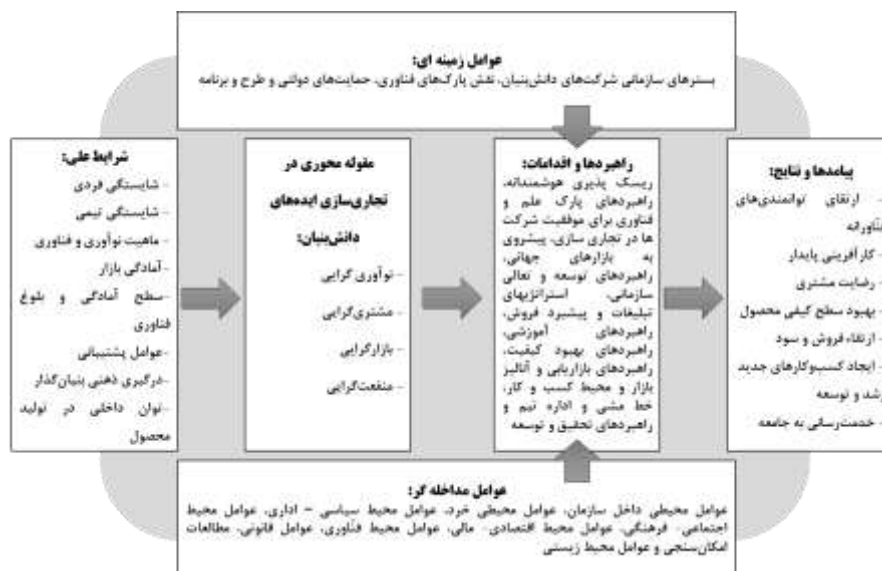 عوامل زمینه ای:
بسترهای سازمانی شرکت‌های دانش‌بنیان، نقش پارک‌های فناوری، حمایت‌های دولتی و طرح و برنامه
شرایط علی:
- شایستگی فردی
- شایستگی تیمی
- ماهیت نوآوری و فناوری
- آمادگی بازار
-سطح آمادگی و بلوغ
فناوری
-عوامل پشتیبانی
-درگیری ذهنی بنیان‌گذار
-توان داخلی در تولید
محصول
مقوله محوری در
تجاری‌سازی ایده‌های
دانش‌بنیان:
- نوآوری گرایی
- مشتری‌گرایی
- بازارگرایی
- منفعت‌گرایی
راهبردها و اقدامات:
ریسک پذیری هوشمندانه،
راهبردهای پارک علم و
فناوری برای موفقیت شرکت
ها در تجاری سازی، پیشروی
به بازارهای جهانی،
راهبردهای توسعه و تعالی
سازمانی، استراتژیهای
تبلیغات و پیشبرد فروش،
راهبردهای آموزشی،
راهبردهای بهبود کیفیت،
راهبردهای بازاریابی و آنالیز
بازار و محیط کسب و کار،
خط مشی و اداره تیم و
راهبردهای تحقیق و توسعه
پیامدها و نتایج:
- ارتقای توانمندی‌های
فناورانه
- کارآفرینی پایدار
- رضایت مشتری
- بهبود سطح کیفی محصول
- ارتقاء فروش و سود
- ایجاد کسب‌وکارهای جدید
رشد و توسعه
- خدمت‌رسانی به جامعه
عوامل مداخله گر:
عوامل محیطی داخل سازمان، عوامل محیطی خرد، عوامل محیط سیاسی – اداری، عوامل محیط
اجتماعی- فرهنگی، عوامل محیط اقتصادی- مالی، عوامل محیط فنّاوری، عوامل قانونی، مطالعات
امکان‌سنجی و عوامل محیط زیستی